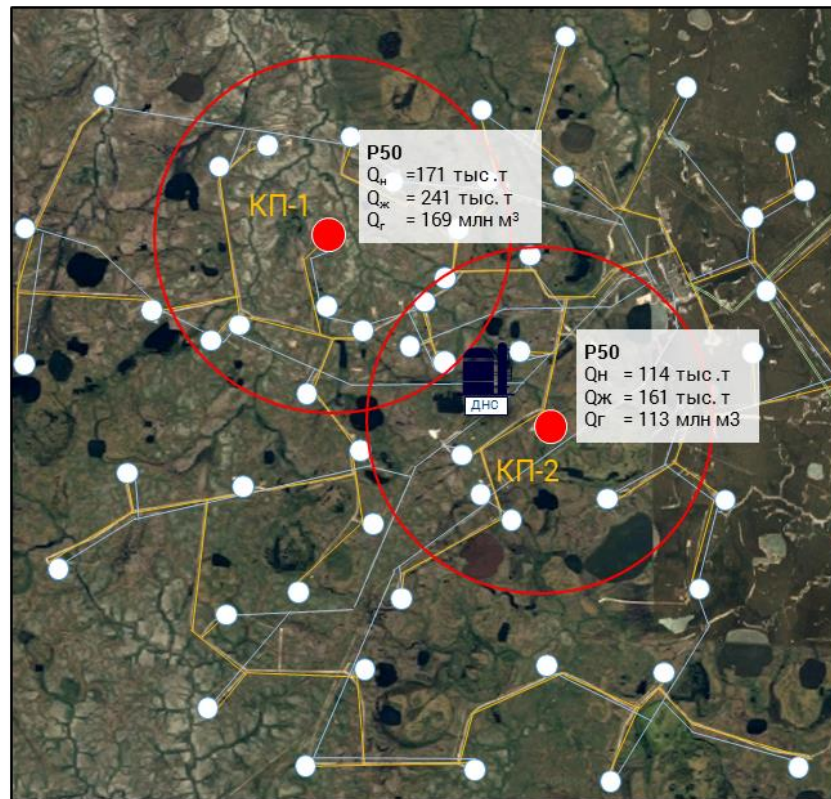 P50
Qн =171 тыс .т
Qж = 241 тыс. т
Qг = 169 млн м³
КП-1
P50
Qн = 114 тыс .т
Qж = 161 тыс. т
Qг = 113 млн м3
ДНС
КП-2